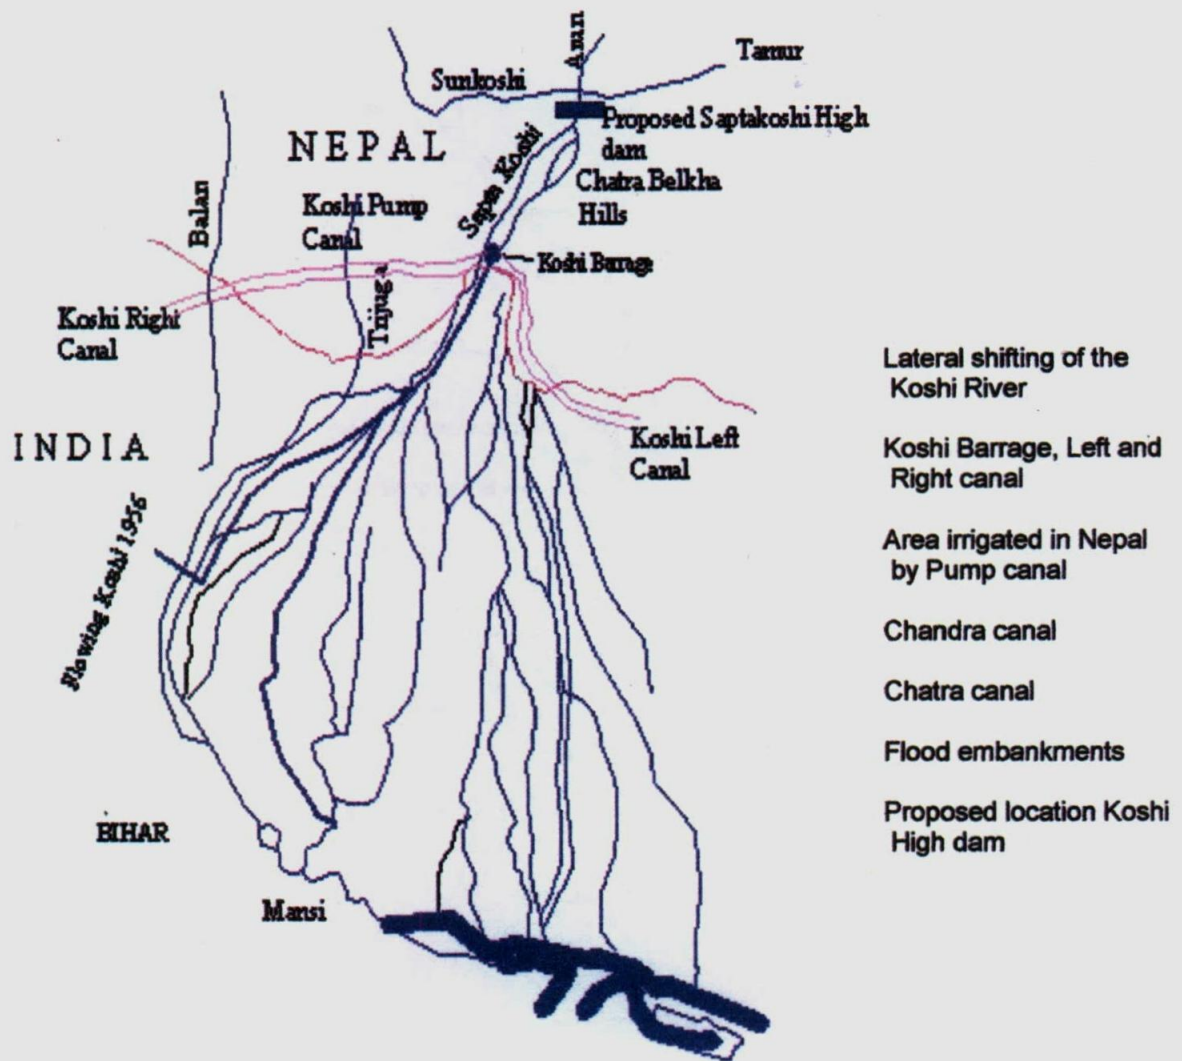 Arun
Tamur
Sunkoshi
Proposed Saptakoshi High
dam
NEPAL
Sapta Koshi
Chatra Belkha
Hills
Balan
Koshi Pump
Canal
Koshi Barrage
Trijuga
Koshi Right
Canal
Koshi Left
Canal
INDIA
Flowing Koshi 1956
BIHAR
Mansi
Lateral shifting of the
Koshi River
Koshi Barrage, Left and
Right canal
Area irrigated in Nepal
by Pump canal
Chandra canal
Chatra canal
Flood embankments
Proposed location Koshi
High dam